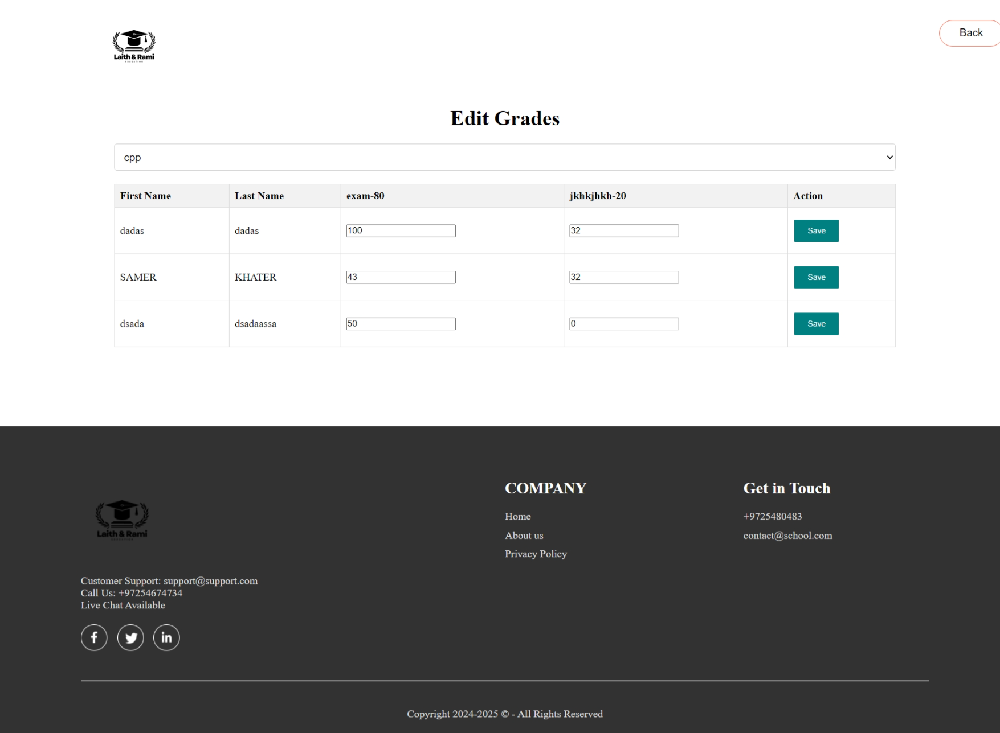 Laith & Rami
EDUCATION
Back
Edit Grades
cpp
First Name Last Name exam-80 jkhkjhkh-20 Action
dadas dadas 100 32 Save
SAMER KHATER 43 32 Save
dsada dsadaassa 50 0 Save
Laith & Rami
EDUCATION
Customer Support: support@support.com
Call Us: +97254674734
Live Chat Available
f in
COMPANY
Home
About us
Privacy Policy
Get in Touch
+9725480483
contact@school.com
Copyright 2024-2025 © - All Rights Reserved